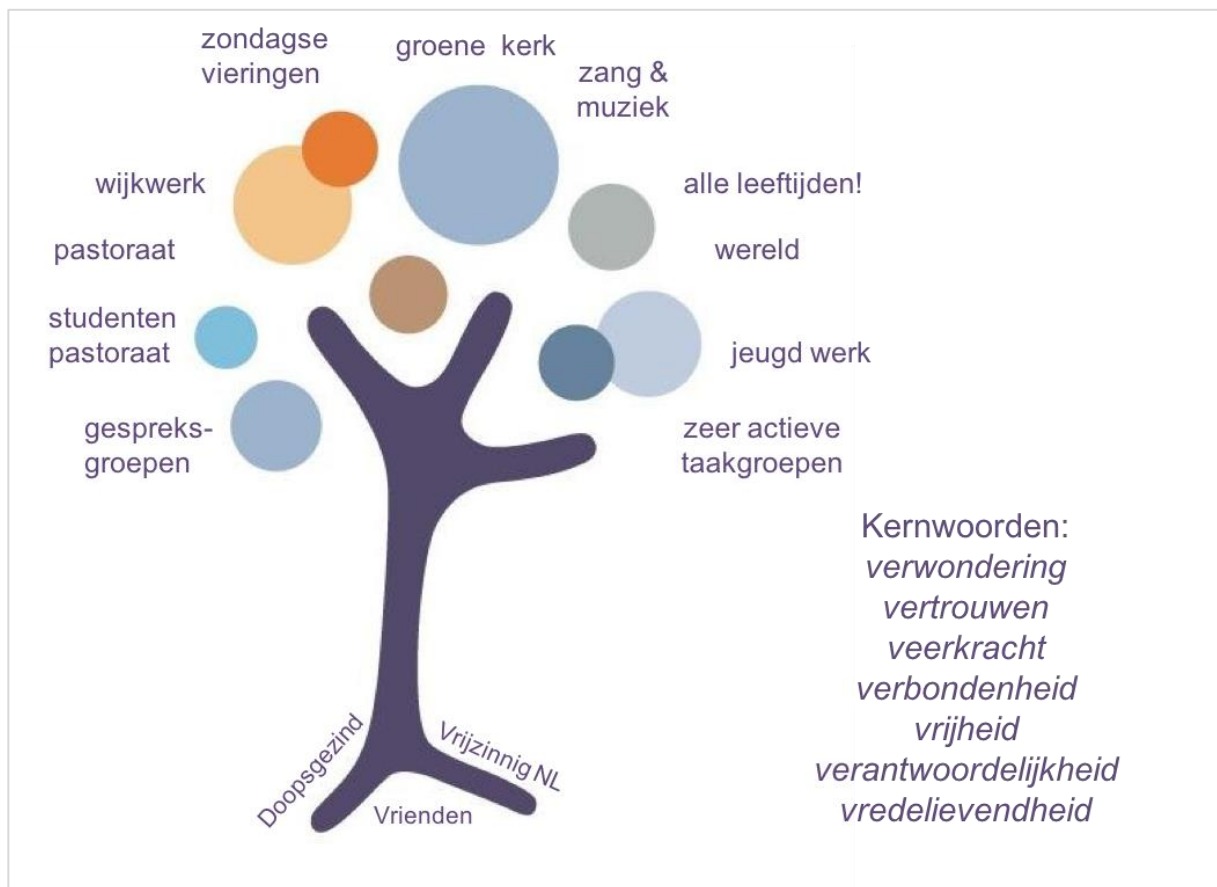 zondagse
vieringen
groene kerk
zang &
muziek
wijkwerk
alle leeftijden!
pastoraat
wereld
studenten
pastoraat
jeugd werk
gespreks-
groepen
zeer actieve
taakgroepen
Kernwoorden:
verwondering
vertrouwen
veerkracht
verbondenheid
vrijheid
verantwoordelijkheid
vredelievendheid
Doopsgezind
Vrijzinnig NL
Vrienden